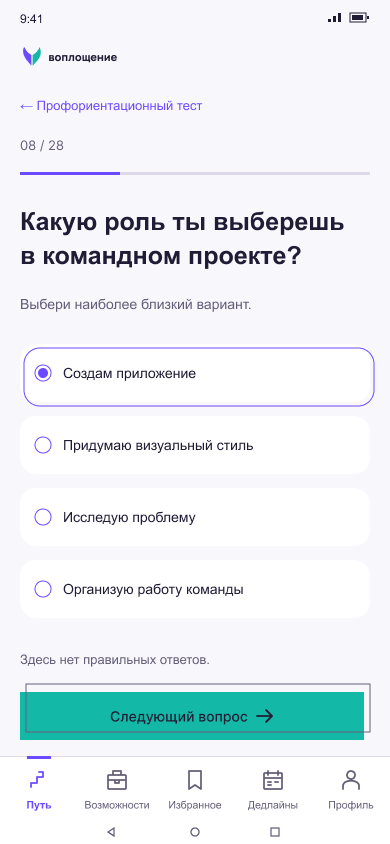 9:41
воплощение
← Профориентационный тест
08 / 28
Какую роль ты выберешь
в командном проекте?
Выбери наиболее близкий вариант.
Создам приложение
Придумаю визуальный стиль
Исследую проблему
Организую работу команды
Здесь нет правильных ответов.
Следующий вопрос →
Путь Возможности Избранное Дедлайны Профиль